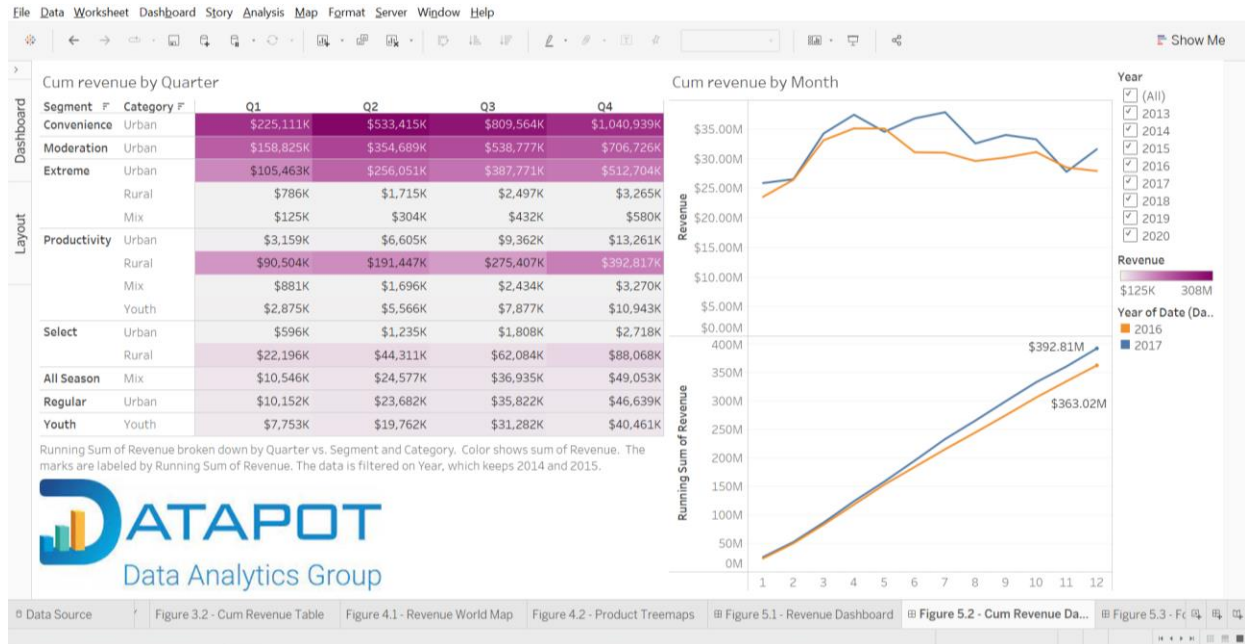 File Data Worksheet Dashboard Story Analysis Map Format Server Window Help
Show Me
Dashboard
Layout
Cum revenue by Quarter
Segment Category Q1 Q2 Q3 Q4
Convenience Urban $225,111K $533,415K $809,564K $1,040,939K
Moderation Urban $158,825K $354,689K $538,777K $706,726K
Extreme Urban $105,463K $256,051K $387,771K $512,704K
Rural $786K $1,715K $2,497K $3,265K
Mix $125K $304K $432K $580K
Productivity Urban $3,159K $6,605K $9,362K $13,261K
Rural $90,504K $191,447K $275,407K $392,817K
Mix $881K $1,696K $2,434K $3,270K
Youth $2,875K $5,566K $7,877K $10,943K
Select Urban $596K $1,235K $1,808K $2,718K
Rural $22,196K $44,311K $62,084K $88,068K
All Season Mix $10,546K $24,577K $36,935K $49,053K
Regular Urban $10,152K $23,682K $35,822K $46,639K
Youth Youth $7,753K $19,762K $31,282K $40,461K
Running Sum of Revenue broken down by Quarter vs. Segment and Category. Color shows sum of Revenue. The
marks are labeled by Running Sum of Revenue. The data is filtered on Year, which keeps 2014 and 2015.
DATAPOT
Data Analytics Group
Cum revenue by Month
Revenue
$35.00M
$30.00M
$25.00M
$20.00M
$15.00M
$10.00M
$5.00M
$0.00M
Running Sum of Revenue
400M
350M
300M
250M
200M
150M
100M
50M
0M
$392.81M
$363.02M
1 2 3 4 5 6 7 8 9 10 11 12
Year
(All)
2013
2014
2015
2016
2017
2018
2019
2020
Revenue
$125K 308M
Year of Date (Da..
2016
2017
Data Source
Figure 3.2 - Cum Revenue Table
Figure 4.1 - Revenue World Map
Figure 4.2 - Product Treemaps
Figure 5.1 - Revenue Dashboard
Figure 5.2 - Cum Revenue Da...
Figure 5.3 - Fc